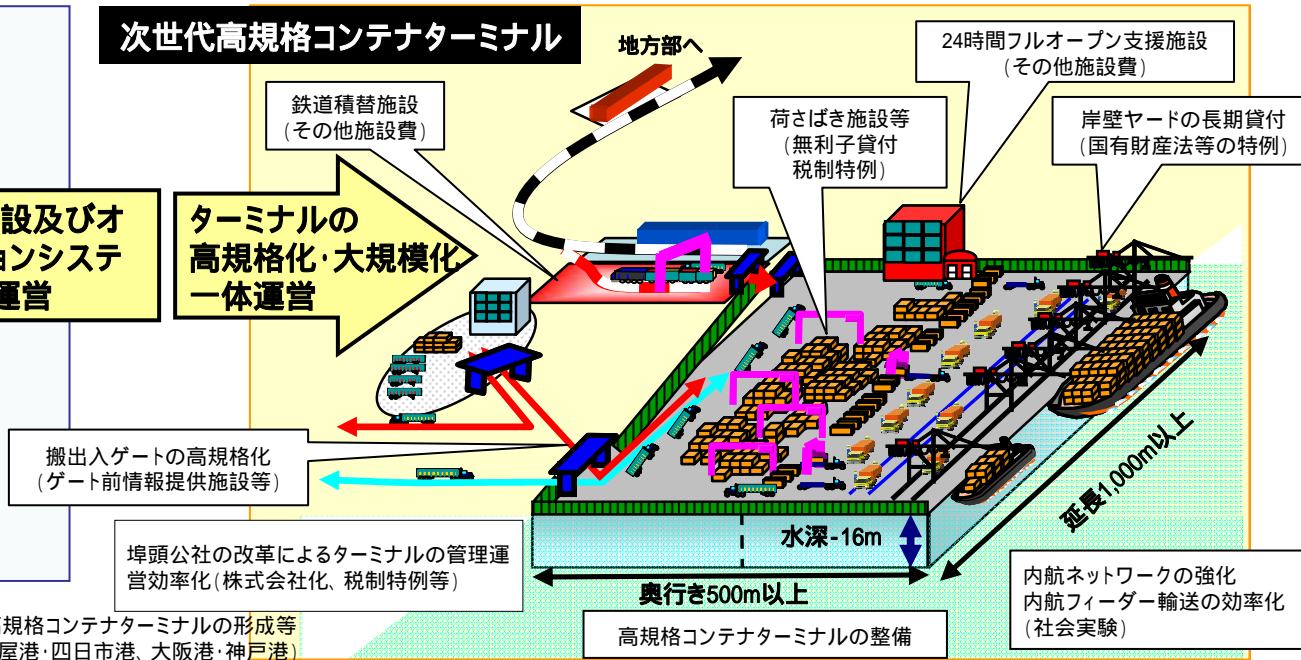 次世代高規格コンテナターミナル
地方部へ
24時間フルオープン支援施設
(その他施設費)
鉄道積替施設
(その他施設費)
荷さばき施設等
(無利子貸付
税制特例)
岸壁ヤードの長期貸付
(国有財産法等の特例)
設及びオ
ョンシステ
運営
ターミナルの
高規格化・大規模化
一体運営
搬出入ゲートの高規格化
(ゲート前情報提供施設等)
延長1,000m以上
水深-16m
奥行き500m以上
埠頭公社の改革によるターミナルの管理運
営効率化(株式会社化、税制特例等)
内航ネットワークの強化
内航フィーダー輸送の効率化
(社会実験)
高規格コンテナターミナルの整備
規格コンテナターミナルの形成等
屋港・四日市港、大阪港・神戸港)